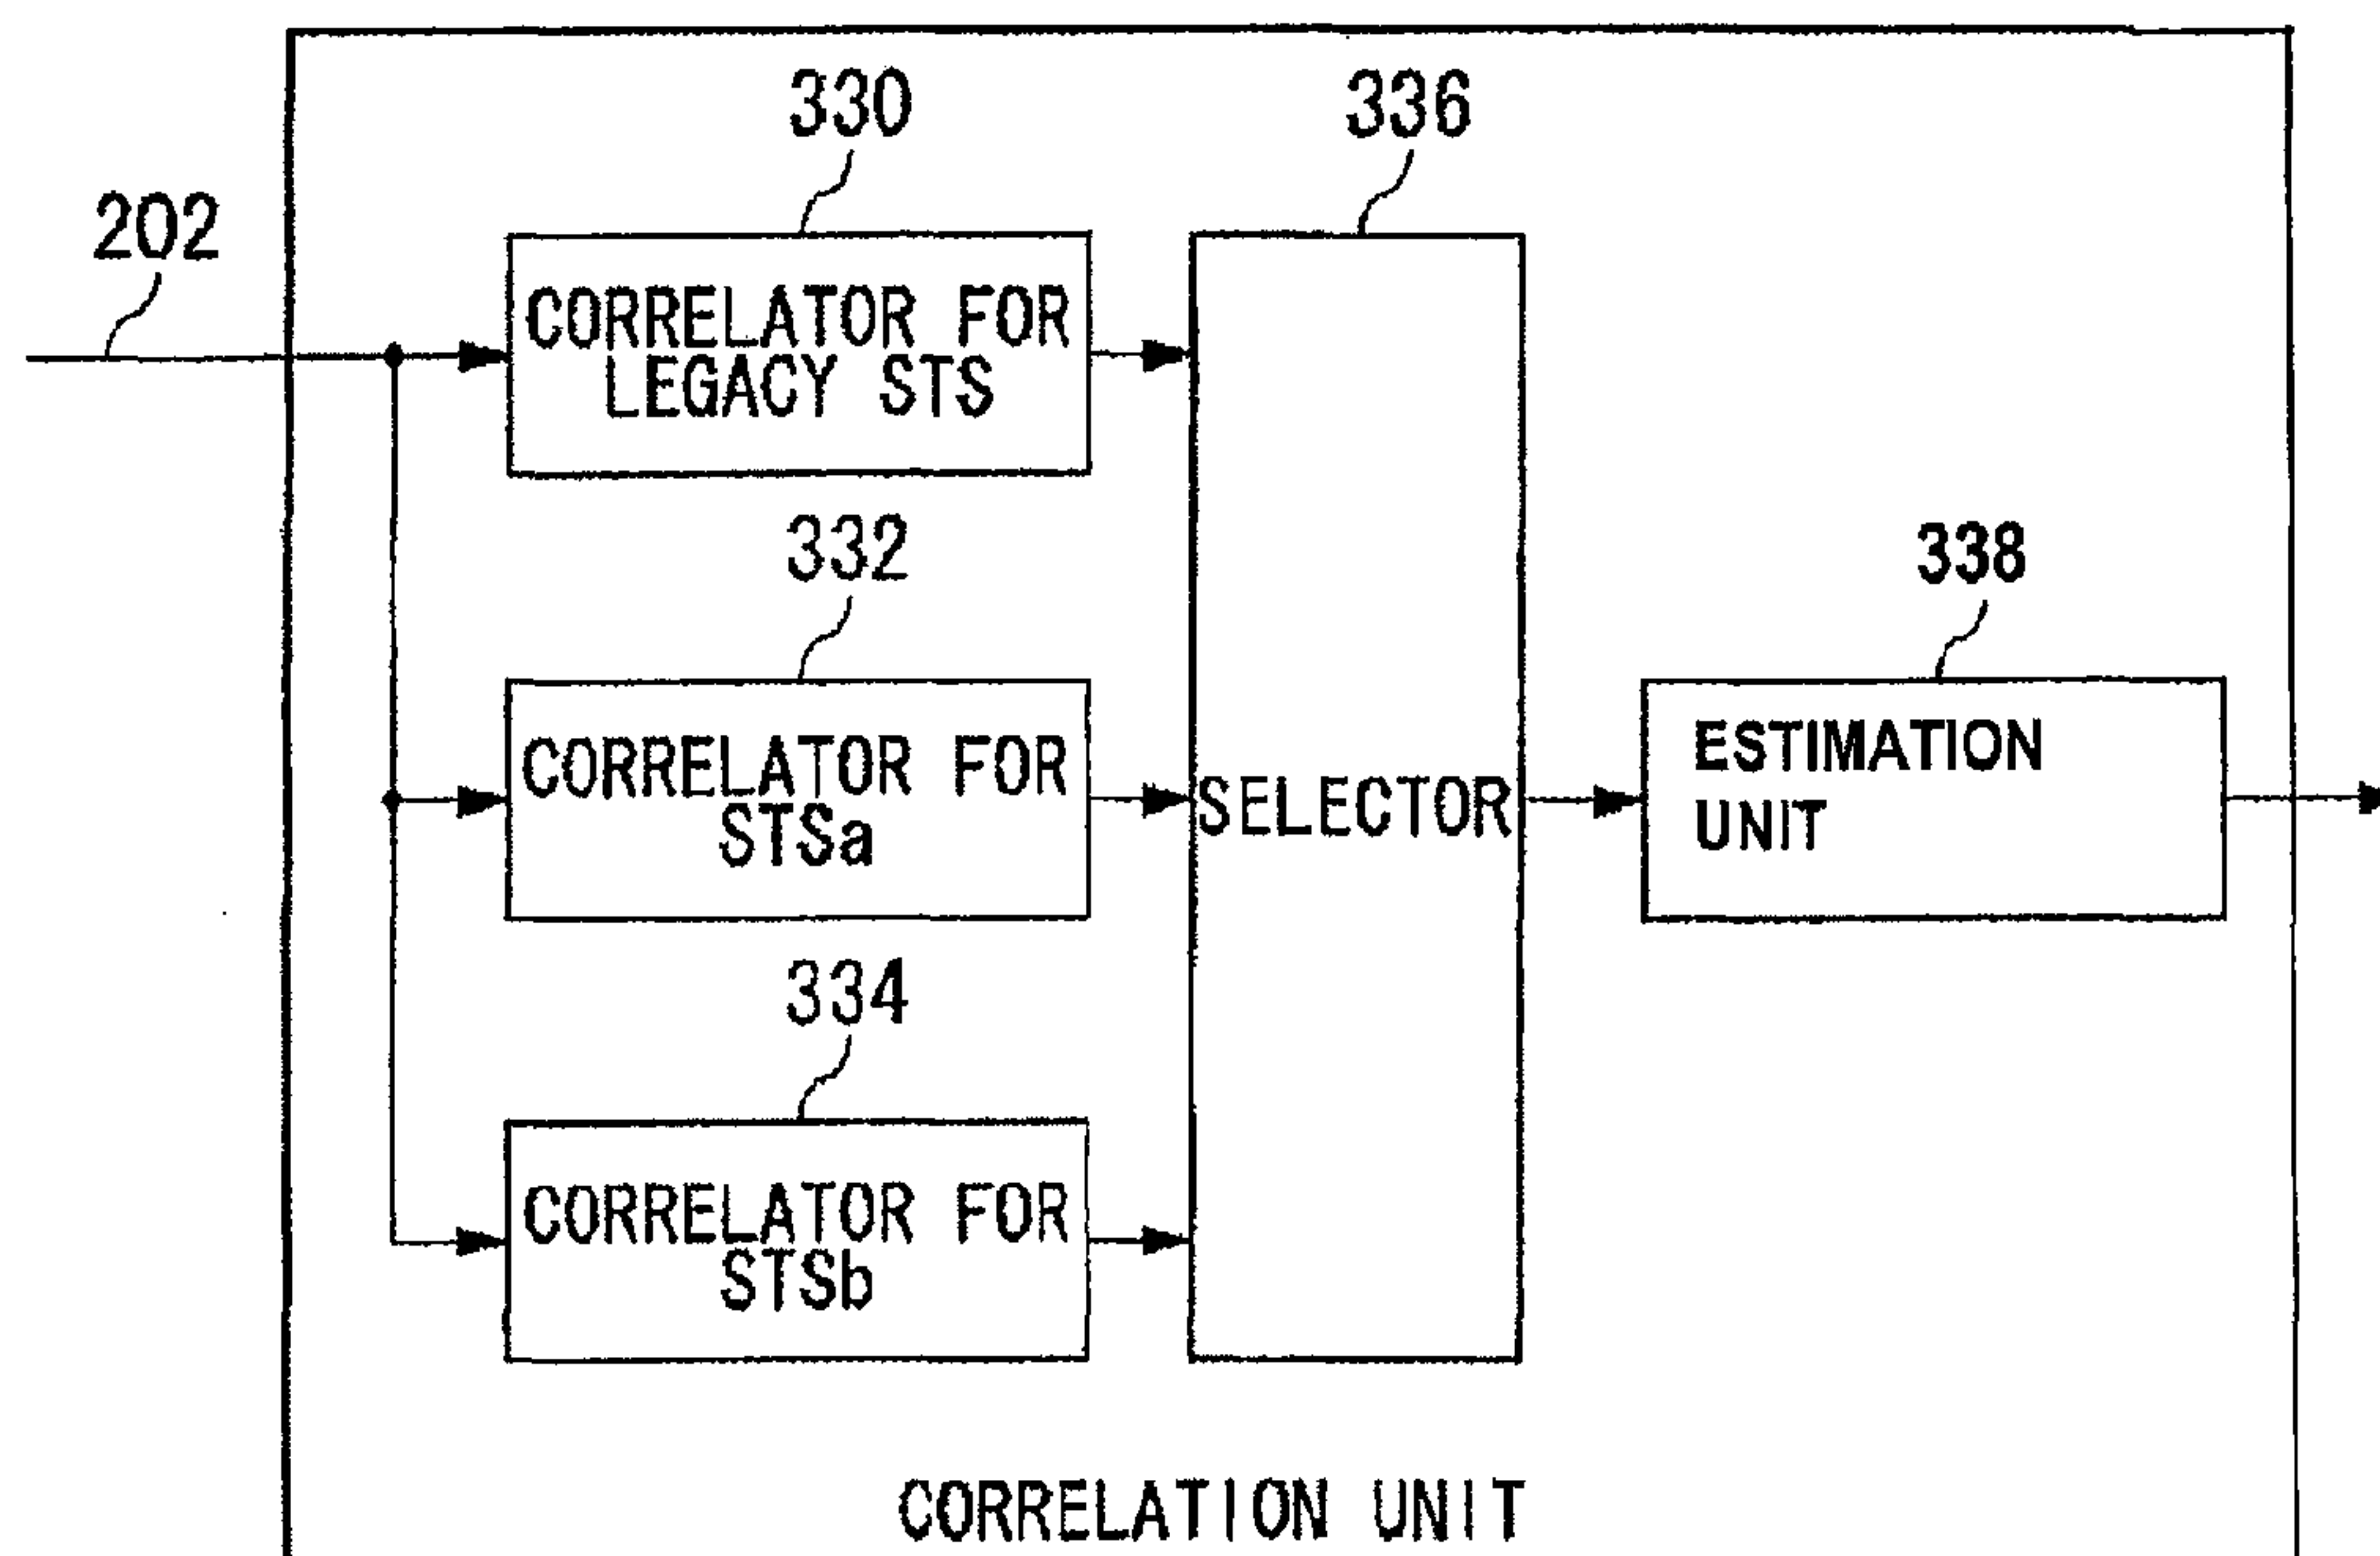 330
336
202
CORRELATOR FOR
LEGACY STS
332
338
CORRELATOR FOR
STSa
SELECTOR
ESTIMATION
UNIT
334
CORRELATOR FOR
STSb
CORRELATION UNIT